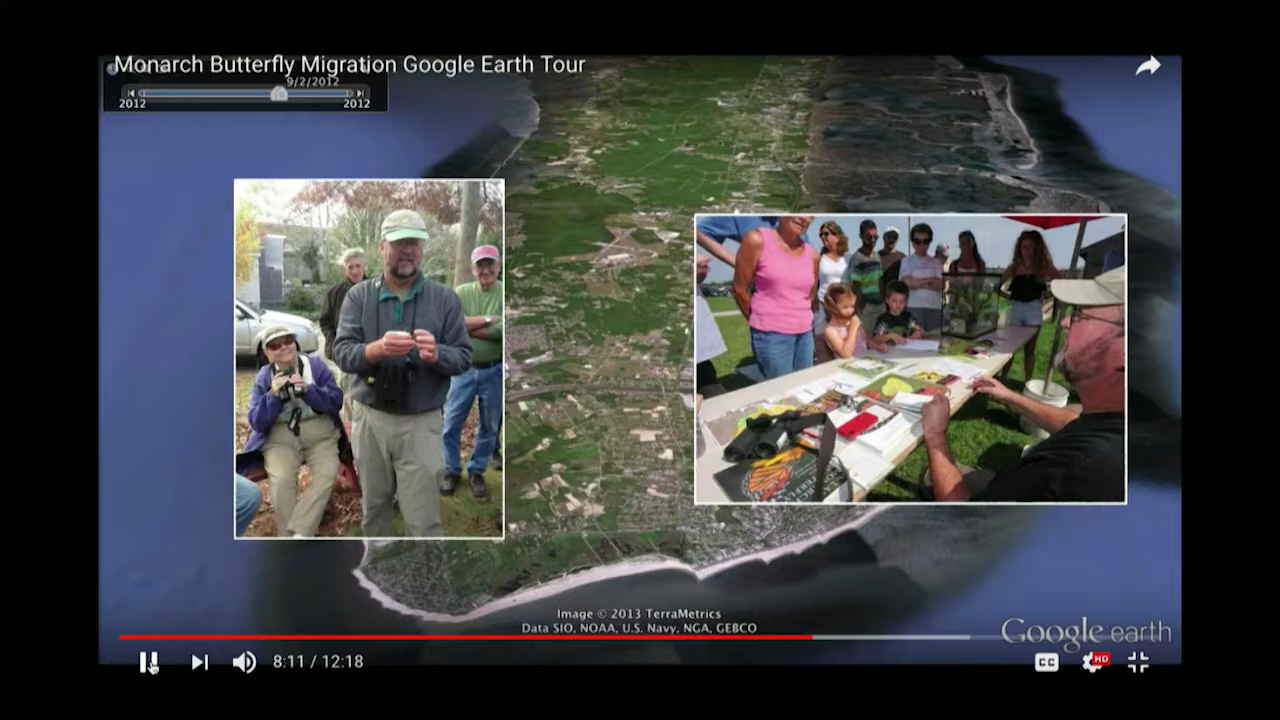 Monarch Butterfly Migration Google Earth Tour
9/2/2012
2012
2012
Image © 2013 TerraMetrics
Data SIO, NOAA, U.S. Navy, NGA, GEBCO
Google earth
8:11 / 12:18
CC
HD